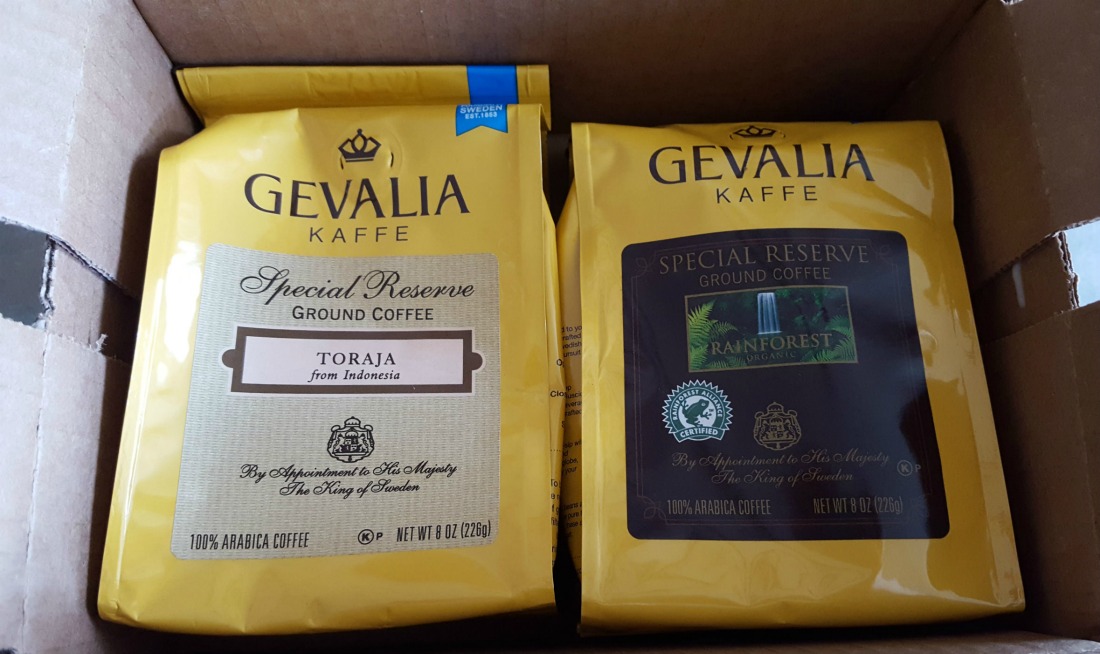 SWEDEN
EST.1853
GEVALIA
KAFFE
Special Reserve
GROUND COFFEE
TORAJA
from Indonesia
By Appointment to His Majesty
The King of Sweden
100% ARABICA COFFEE
K P
NET WT 8 OZ (226g)
GEVALIA
KAFFE
SPECIAL RESERVE
GROUND COFFEE
RAINFOREST
ORGANIC
RAINFOREST ALLIANCE
CERTIFIED
By Appointment to His Majesty
The King of Sweden
K P
100% ARABICA COFFEE
NET WT 8 OZ (226g)